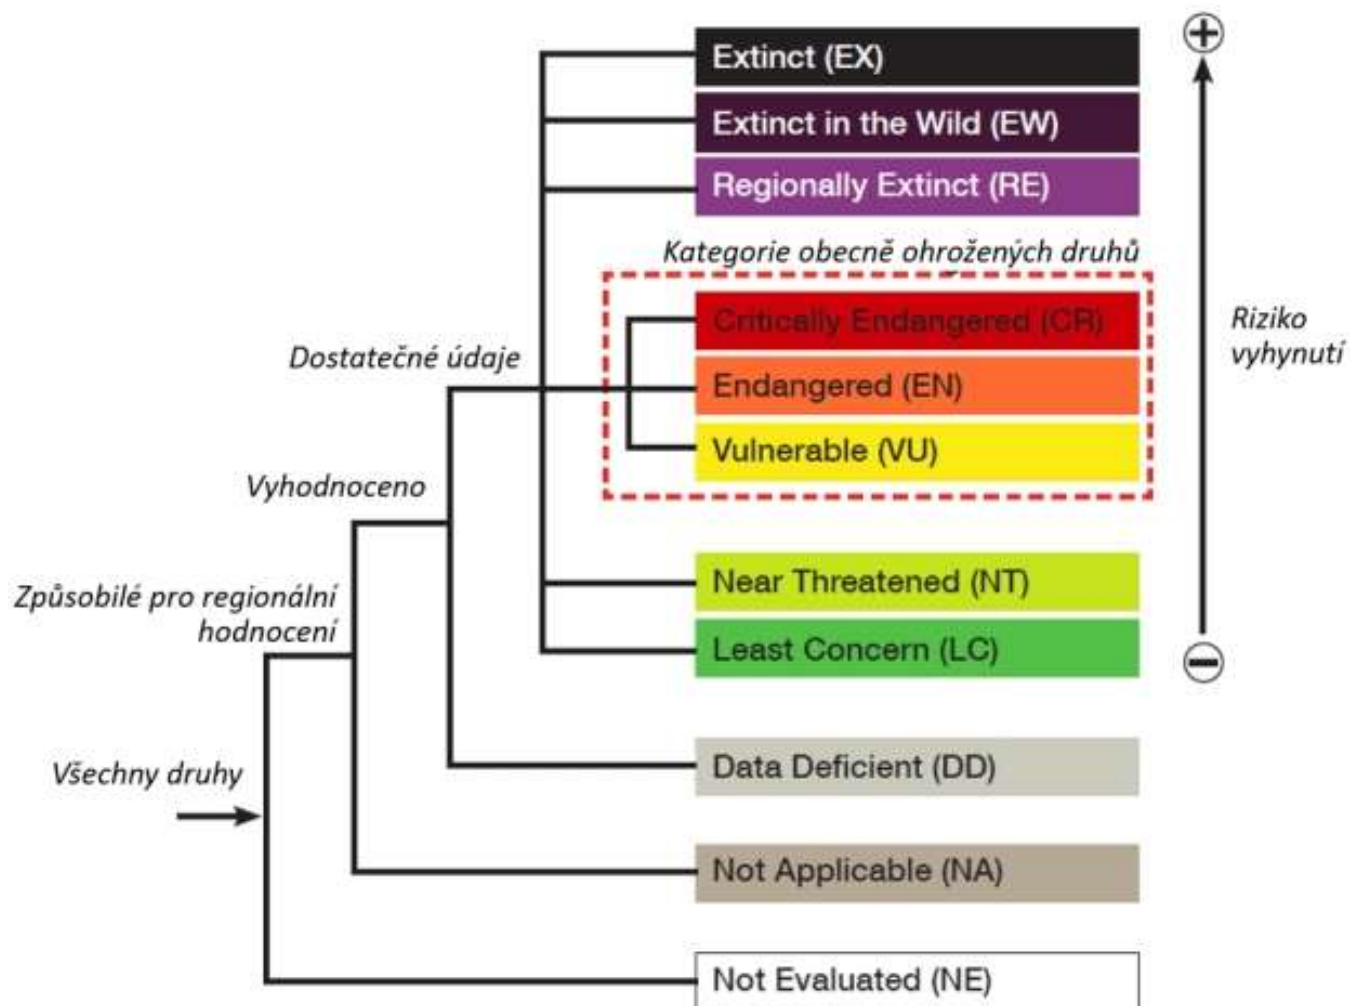 Extinct (EX)
Extinct in the Wild (EW)
Regionally Extinct (RE)
Kategorie obecně ohrožených druhů
Critically Endangered (CR)
Riziko
vyhynutí
Dostatečné údaje
Endangered (EN)
Vulnerable (VU)
Vyhodnoceno
Near Threatened (NT)
Způsobilé pro regionální
hodnocení
Least Concern (LC)
Data Deficient (DD)
Všechny druhy
Not Applicable (NA)
Not Evaluated (NE)